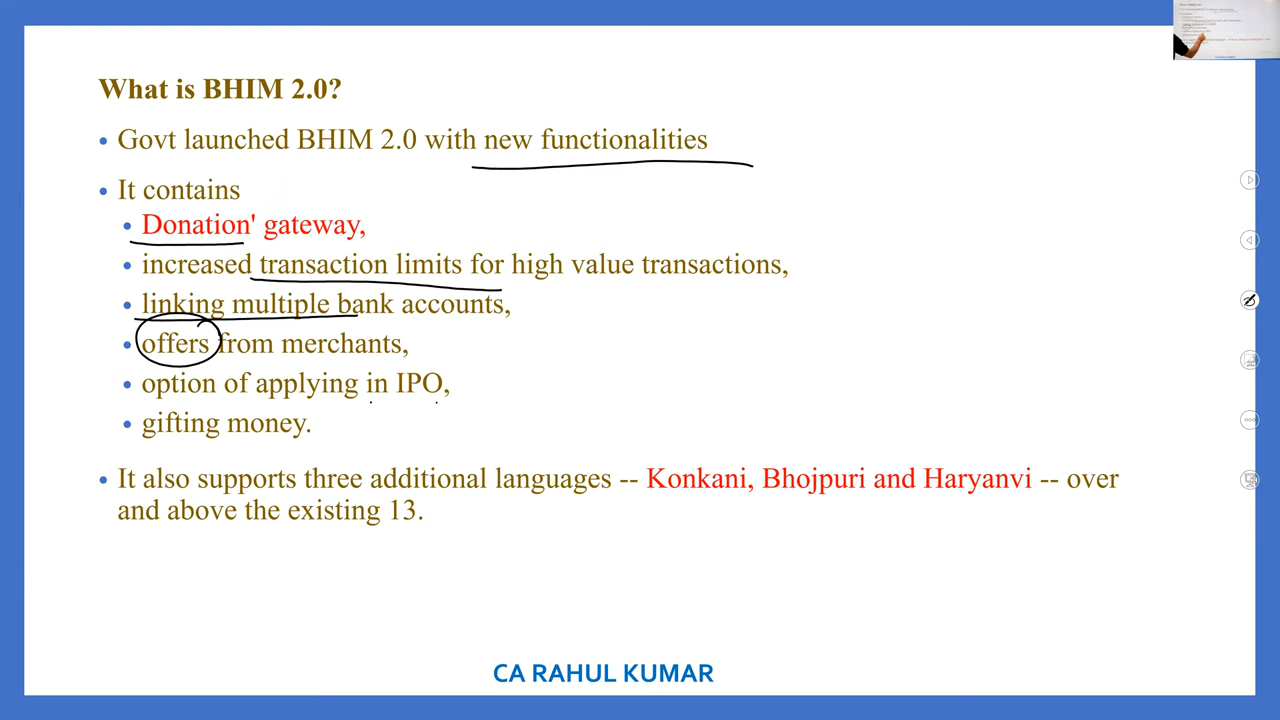 What is BHIM 2.0?
• Govt launched BHIM 2.0 with new functionalities
• It contains
• Donation' gateway,
• increased transaction limits for high value transactions,
• linking multiple bank accounts,
• offers from merchants,
• option of applying in IPO,
• gifting money.
• It also supports three additional languages -- Konkani, Bhojpuri and Haryanvi -- over
and above the existing 13.
CA RAHUL KUMAR